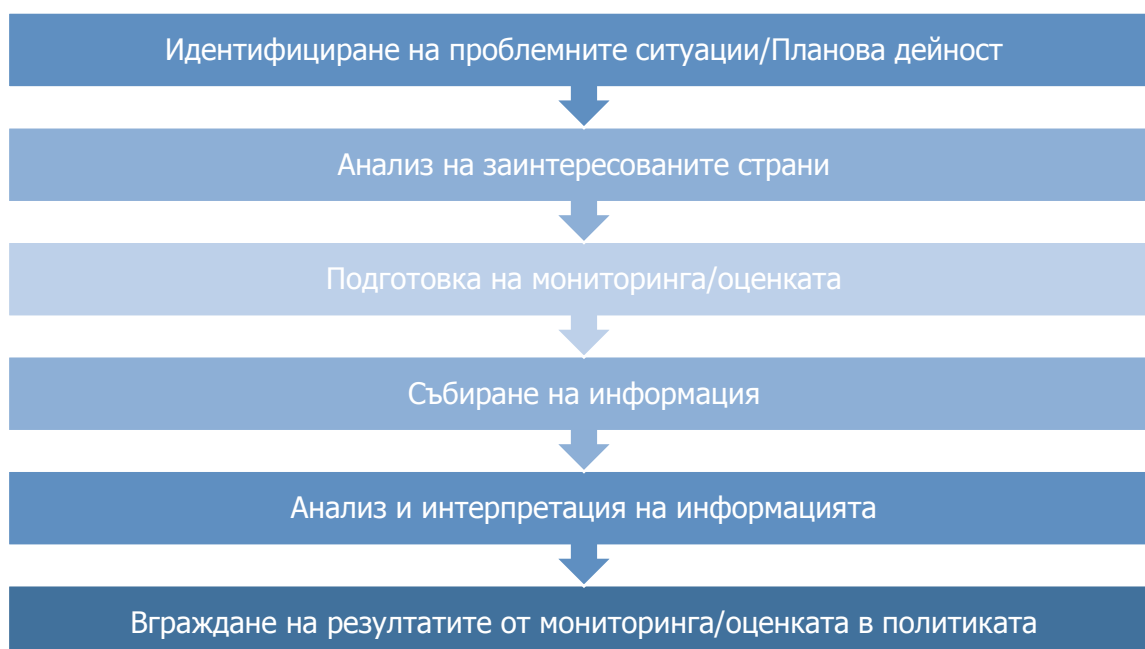 Идентифициране на проблемните ситуации/Планова дейност
Анализ на заинтересованите страни
Подготовка на мониторинга/оценката
Събиране на информация
Анализ и интерпретация на информацията
Вграждане на резултатите от мониторинга/оценката в политиката